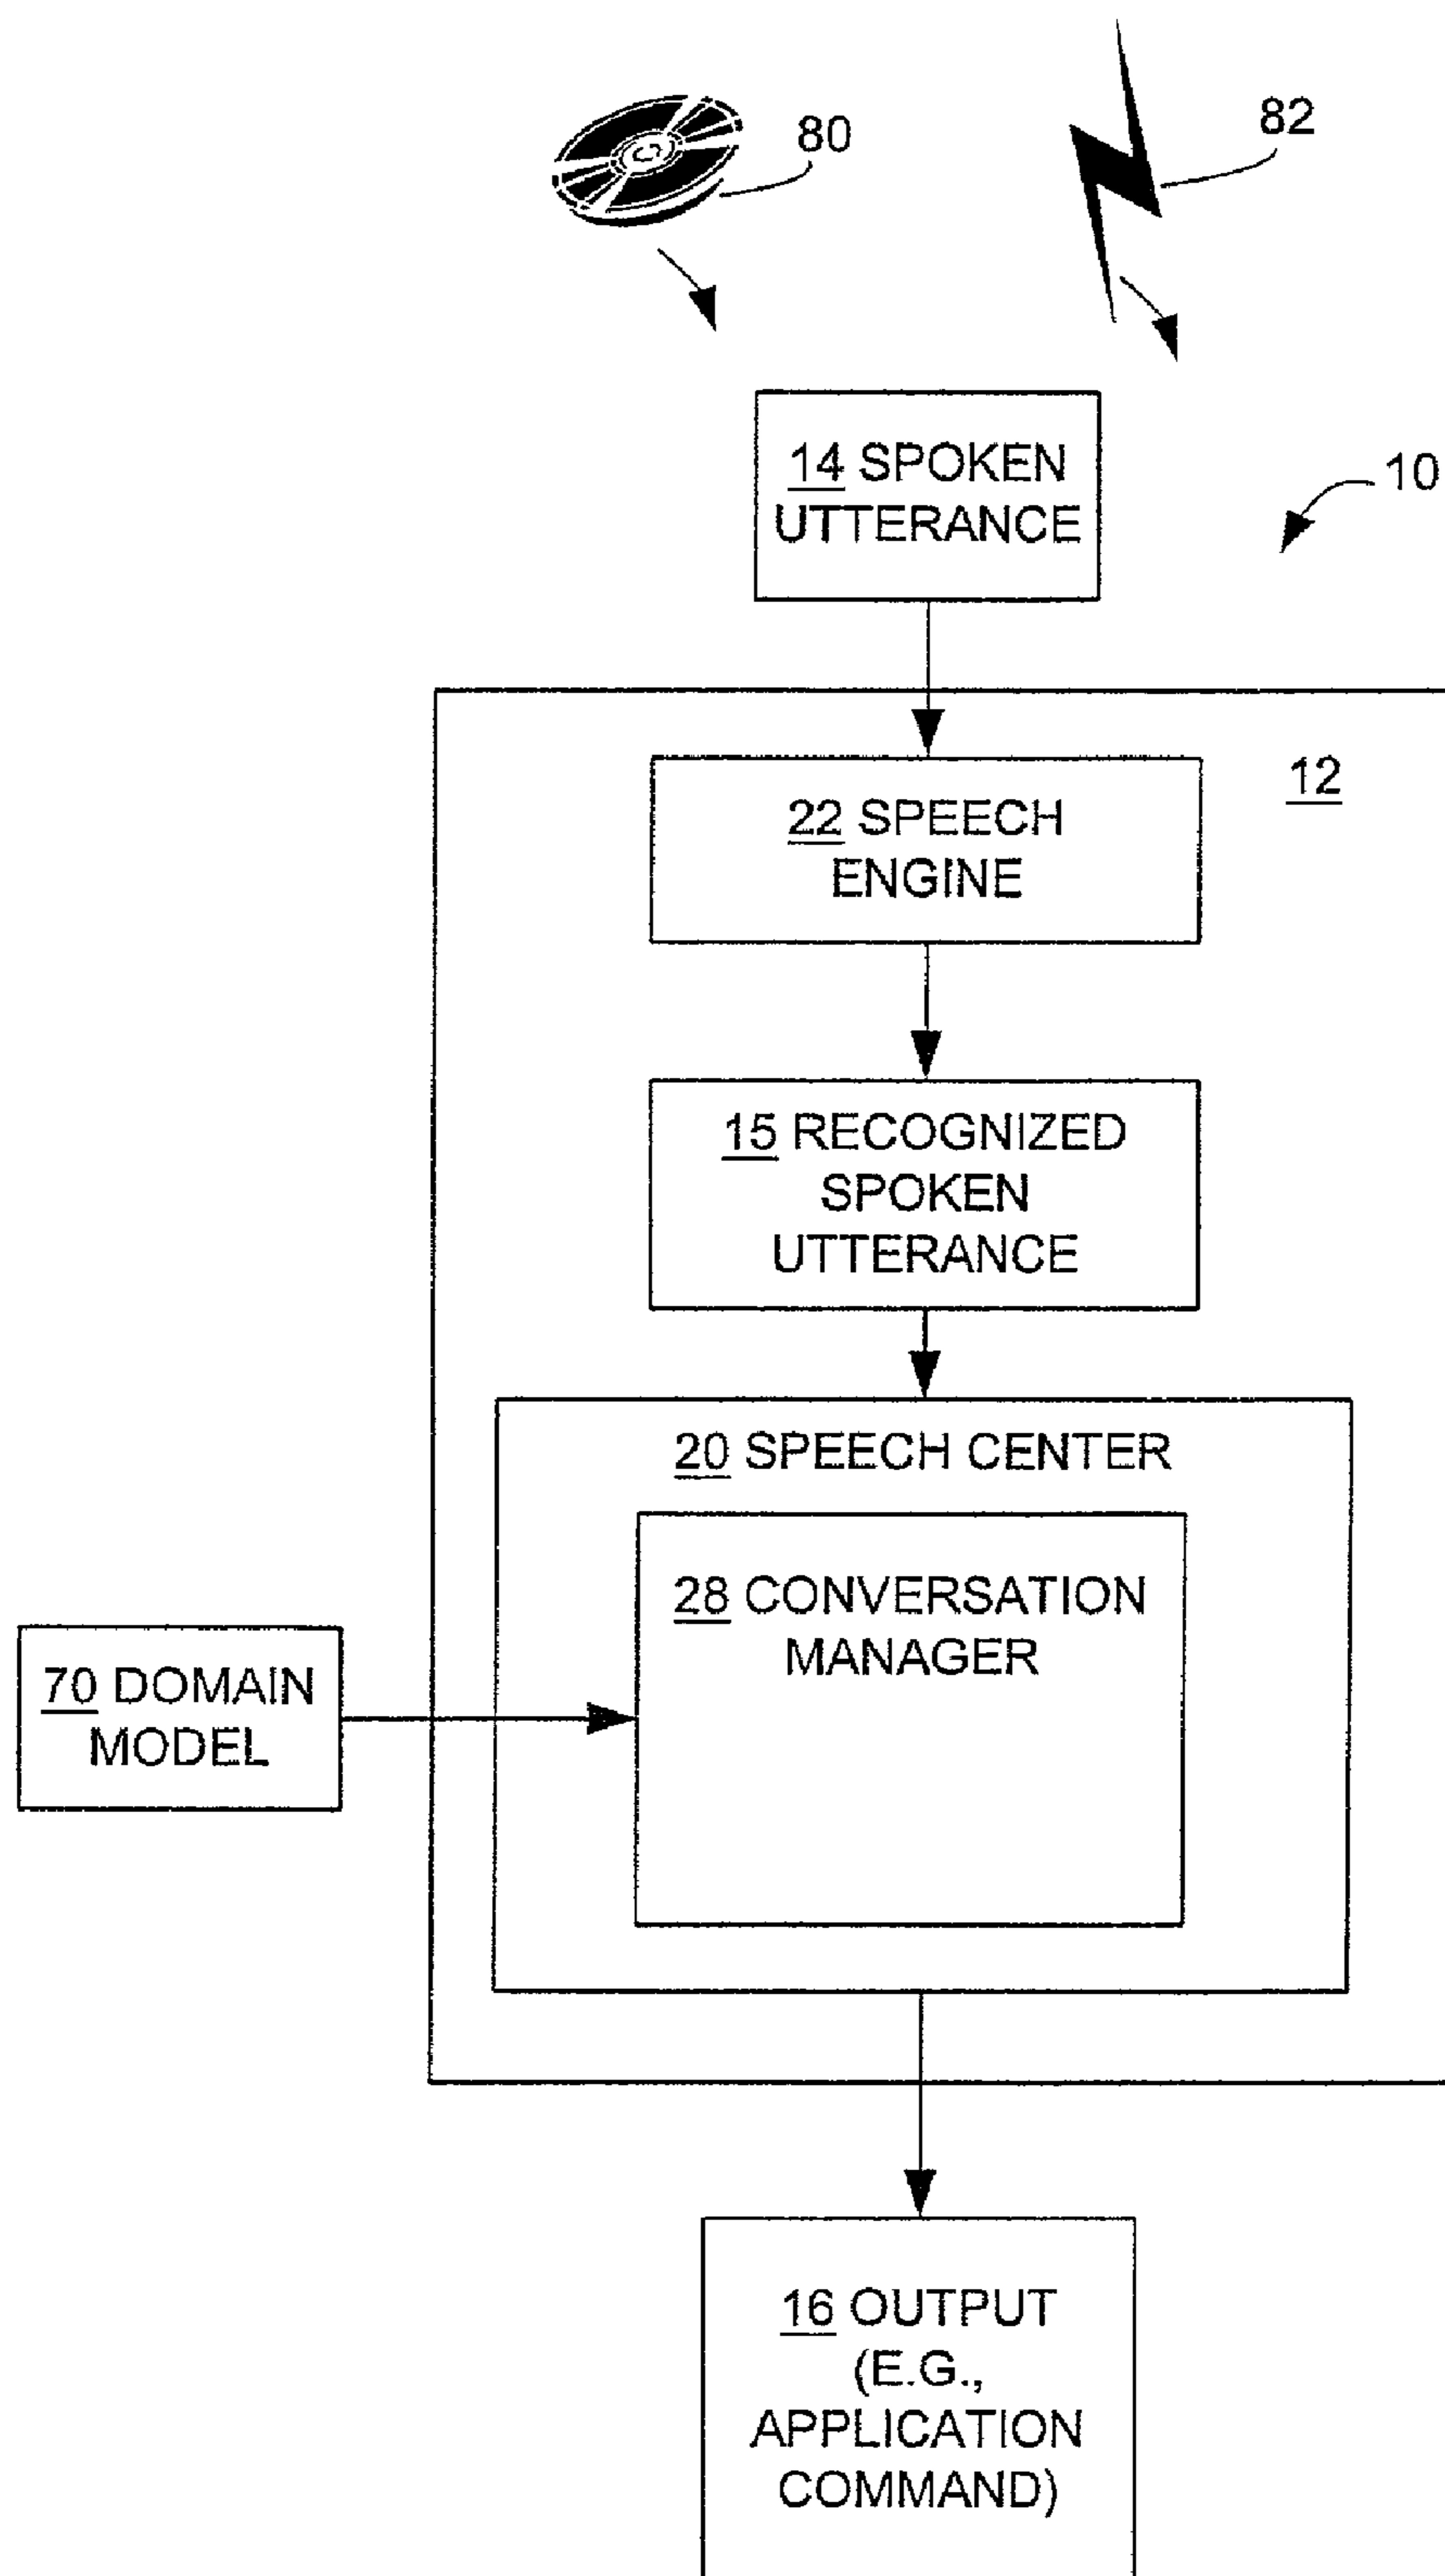 80
82
14 SPOKEN
UTTERANCE
10
12
22 SPEECH
ENGINE
15 RECOGNIZED
SPOKEN
UTTERANCE
20 SPEECH CENTER
28 CONVERSATION
MANAGER
70 DOMAIN
MODEL
16 OUTPUT
(E.G.,
APPLICATION
COMMAND)